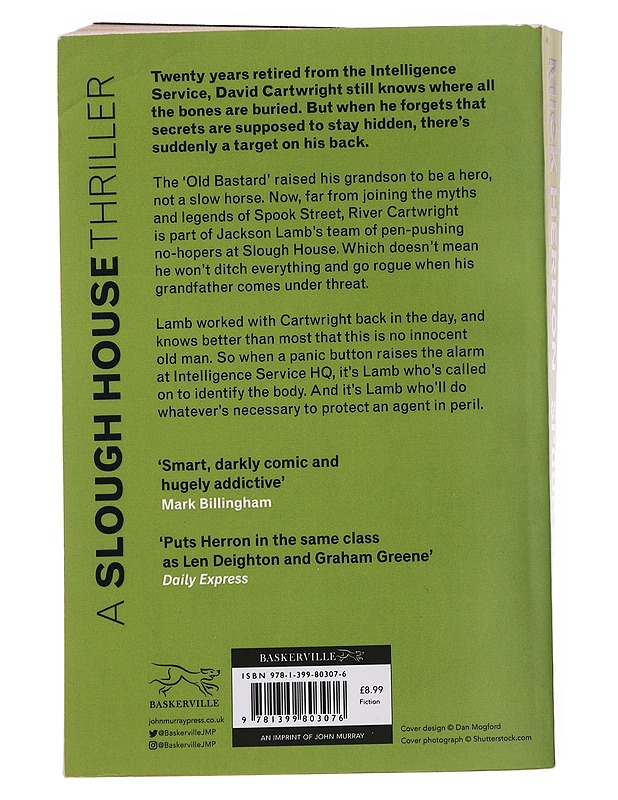 A SLOUGH HOUSE THRILLER
Twenty years retired from the Intelligence
Service, David Cartwright still knows where all
the bones are buried. But when he forgets that
secrets are supposed to stay hidden, there's
suddenly a target on his back.
The 'Old Bastard' raised his grandson to be a hero,
not a slow horse. Now, far from joining the myths
and legends of Spook Street, River Cartwright
is part of Jackson Lamb's team of pen-pushing
no-hopers at Slough House. Which doesn't mean
he won't ditch everything and go rogue when his
grandfather comes under threat.
Lamb worked with Cartwright back in the day, and
knows better than most that this is no innocent
old man. So when a panic button raises the alarm
at Intelligence Service HQ, it's Lamb who's called
on to identify the body. And it's Lamb who'll do
whatever's necessary to protect an agent in peril.
'Smart, darkly comic and
hugely addictive'
Mark Billingham
'Puts Herron in the same class
as Len Deighton and Graham Greene'
Daily Express
BASKERVILLE
johnmurraypress.co.uk
@BaskervilleJMP
@BaskervilleJMP
BASKERVILLE
ISBN 978-1-399-80307-6
9 781399 803076
£8.99
Fiction
AN IMPRINT OF JOHN MURRAY
Cover design © Dan Mogford
Cover photograph © Shutterstock.com
MICK HERRON